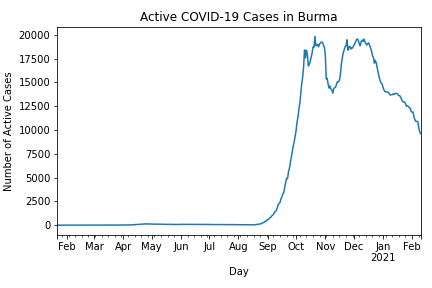 Active COVID-19 Cases in Burma
Number of Active Cases
20000
17500
15000
12500
10000
7500
5000
2500
0
Feb Mar Apr May Jun Jul Aug Sep Oct Nov Dec Jan Feb
2021
Day